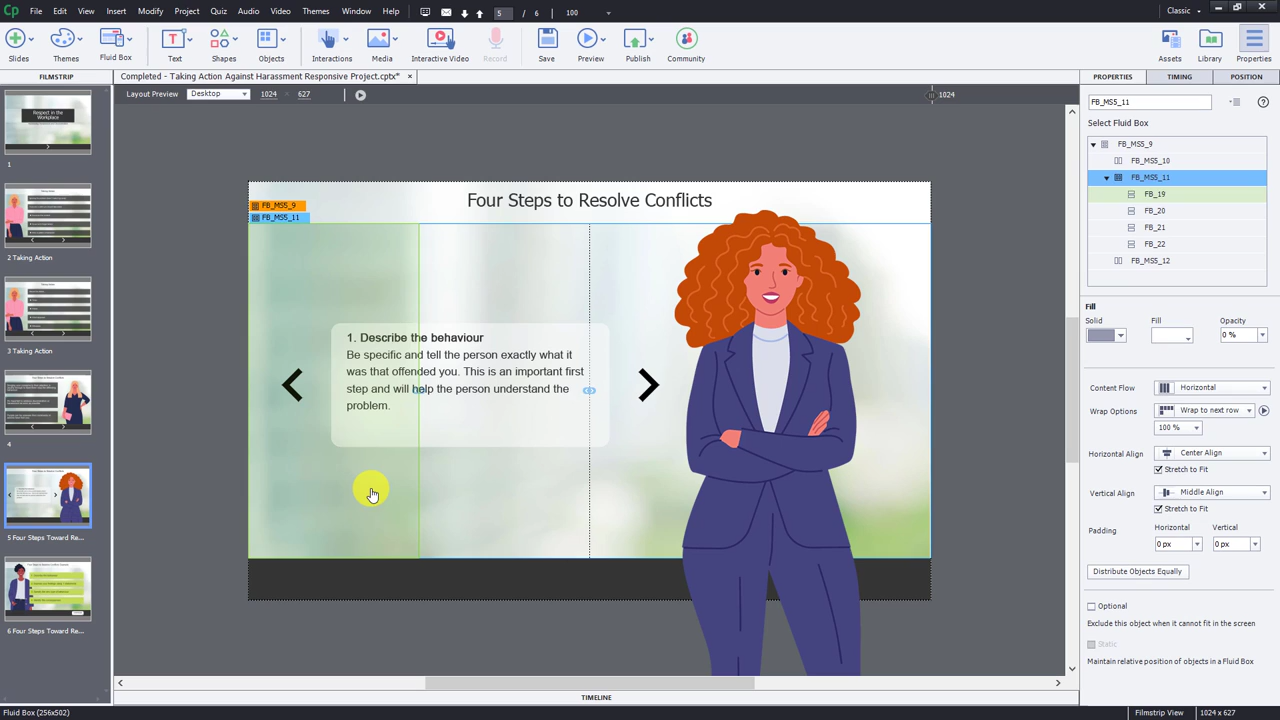 Cp
File
Edit
View
Insert
Modify
Project
Quiz
Audio
Video
Themes
Window
Help
5
/ 6
100
Classic
Slides
Themes
Fluid Box
Text
Shapes
Objects
Interactions
Media
Interactive Video
Record
Save
Preview
Publish
Community
Assets
Library
Properties
FILMSTRIP
Completed - Taking Action Against Harassment Responsive Project.cptx*
PROPERTIES
TIMING
POSITION
Layout Preview
Desktop
1024
627
1024
FB_MS5_11
Select Fluid Box
FB_MS5_9
FB_MS5_10
FB_MS5_11
FB_19
FB_20
FB_21
FB_22
FB_MS5_12
Respect in the
Workplace
1
2 Taking Action
3 Taking Action
4
5 Four Steps Toward Re...
6 Four Steps Toward Re...
Four Steps to Resolve Conflicts
FB_MS5_9
FB_MS5_11
1. Describe the behaviour
Be specific and tell the person exactly what it
was that offended you. This is an important first
step and will help the person understand the
problem.
Fill
Solid
Fill
Opacity
0 %
Content Flow
Horizontal
Wrap Options
Wrap to next row
100 %
Horizontal Align
Center Align
Stretch to Fit
Vertical Align
Middle Align
Stretch to Fit
Padding
Horizontal
Vertical
0 px
0 px
Distribute Objects Equally
Optional
Exclude this object when it cannot fit in the screen
Static
Maintain relative position of objects in a Fluid Box
TIMELINE
Fluid Box (256x502)
Filmstrip View
1024 x 627